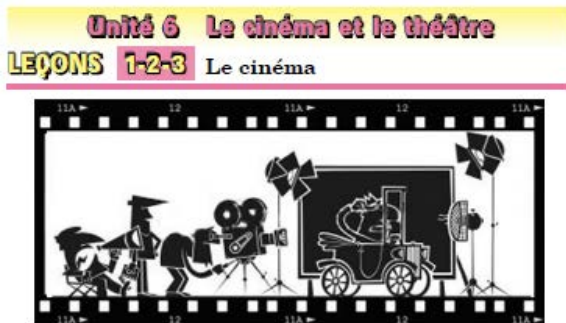 Unité 6 Le cinéma et le théâtre
LEÇONS 1-2-3 Le cinéma
11A 12 11A 12 11A
11A 12 11A 12 11A